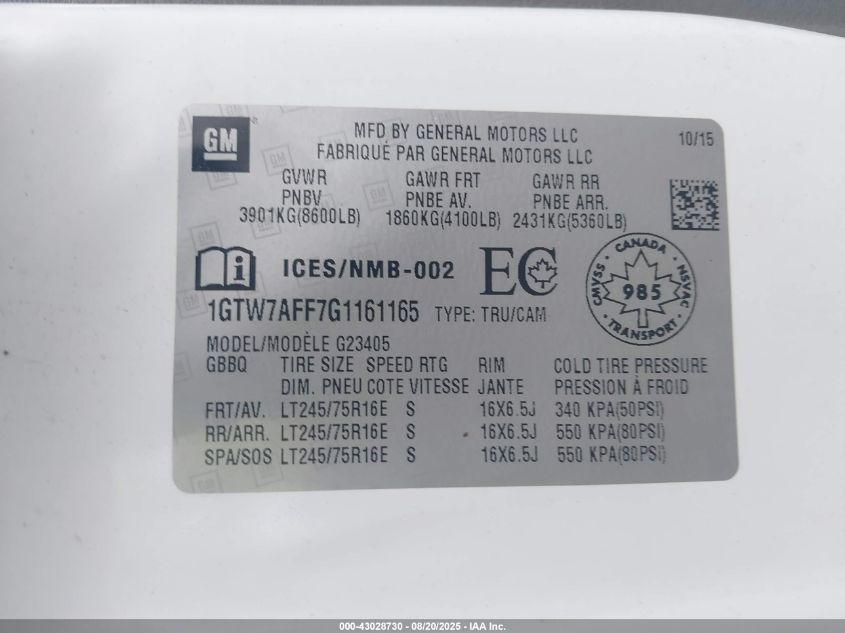 GM
MFD BY GENERAL MOTORS LLC
10/15
FABRIQUÉ PAR GENERAL MOTORS LLC
GVWR GAWR FRT GAWR RR
PNBV PNBE AV. PNBE ARR.
3901KG(8600LB) 1860KG(4100LB) 2431KG(5360LB)
i ICES/NMB-002 EC
CANADA
CMVSS 985 NSVAC
TRANSPORT
1GTW7AFF7G1161165 TYPE: TRU/CAM
MODEL/MODÈLE G23405
GBBQ TIRE SIZE SPEED RTG RIM COLD TIRE PRESSURE
DIM. PNEU COTE VITESSE JANTE PRESSION À FROID
FRT/AV. LT245/75R16E S 16X6.5J 340 KPA(50PSI)
RR/ARR. LT245/75R16E S 16X6.5J 550 KPA(80PSI)
SPA/SOS LT245/75R16E S 16X6.5J 550 KPA(80PSI)
000-43028730 - 08/20/2025 - IAA Inc.